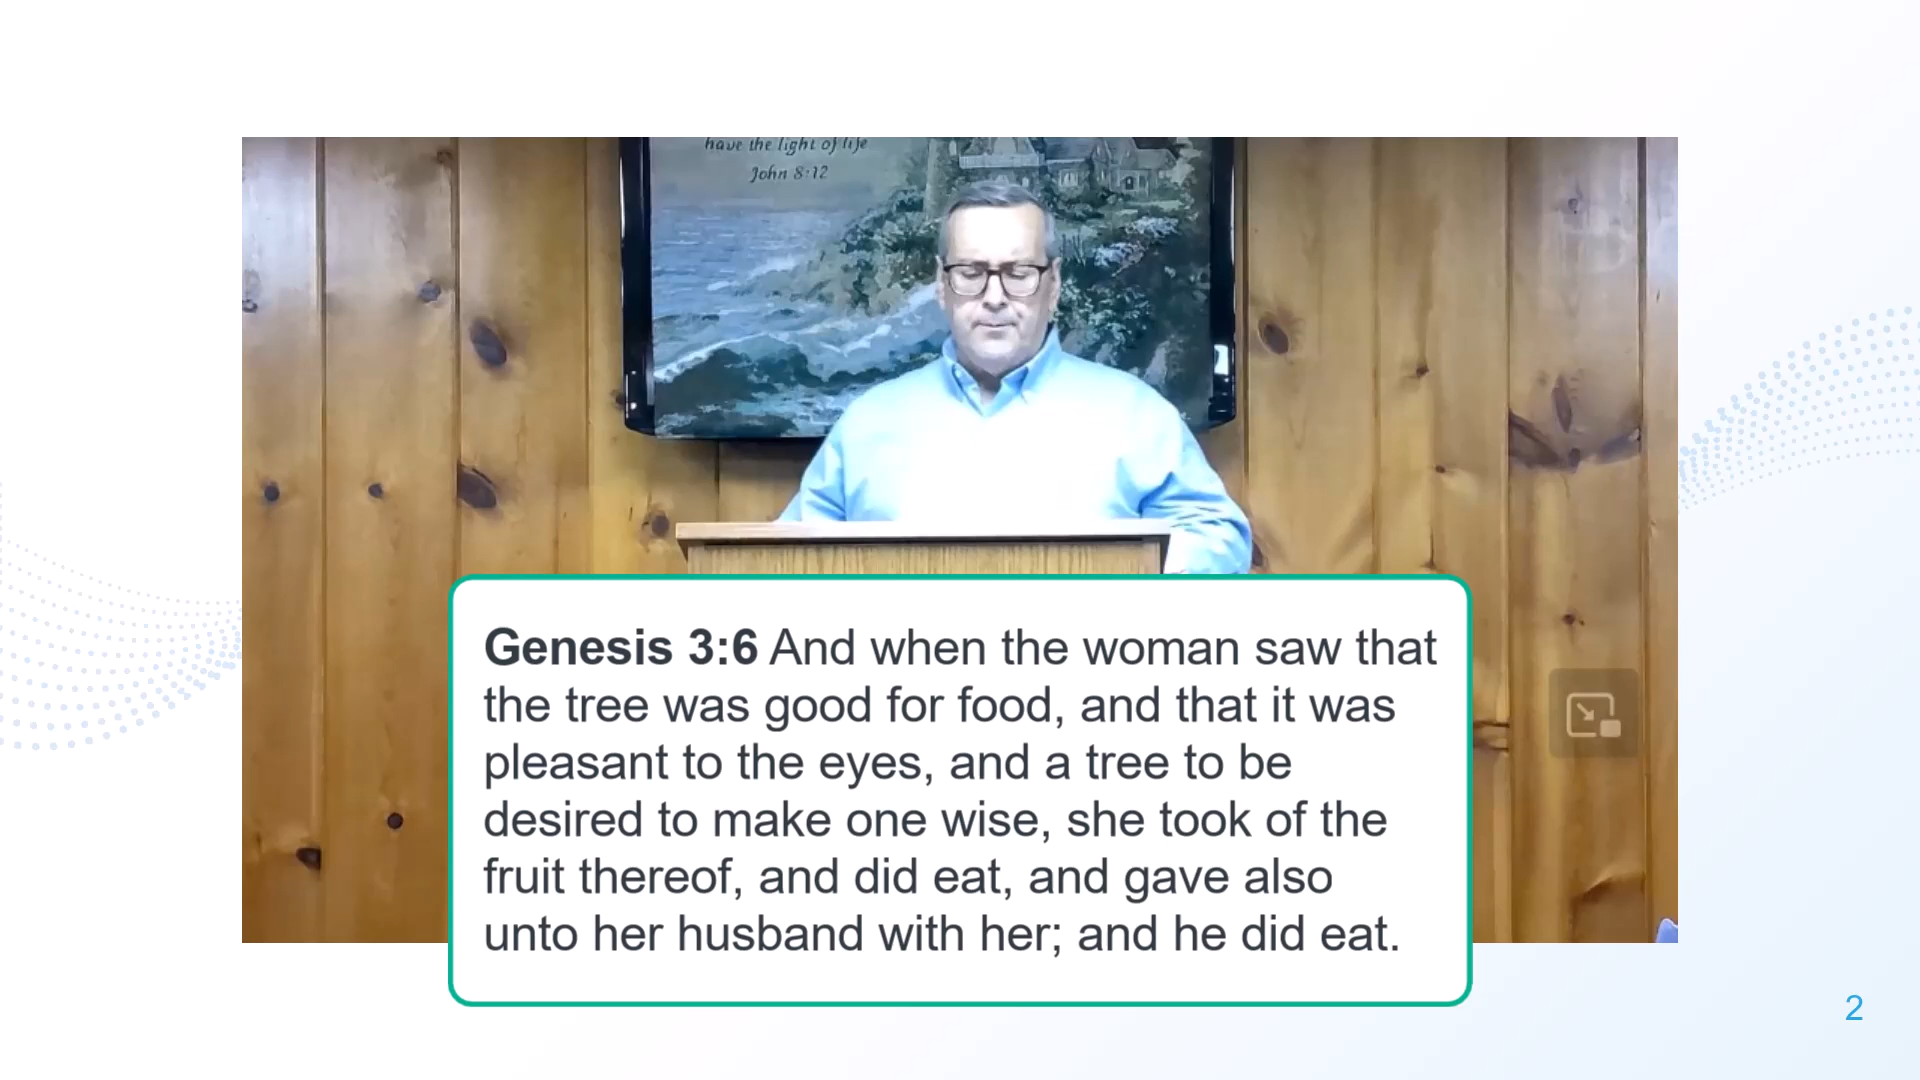 have the light of life
John 8:12
Genesis 3:6 And when the woman saw that
the tree was good for food, and that it was
pleasant to the eyes, and a tree to be
desired to make one wise, she took of the
fruit thereof, and did eat, and gave also
unto her husband with her; and he did eat.
2